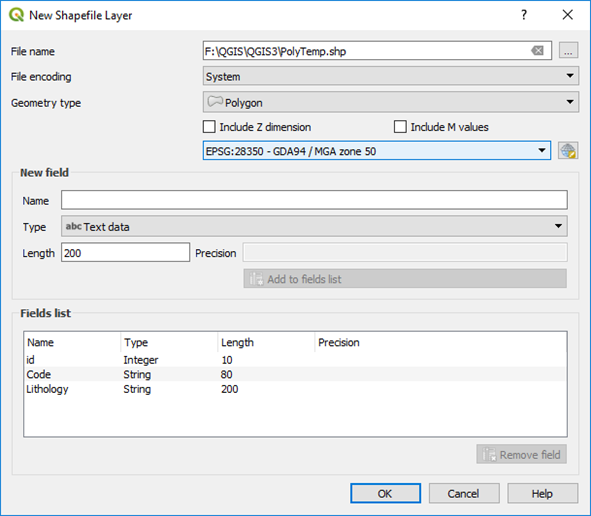 New Shapefile Layer ? ×
File name F:\QGIS\QGIS3\PolyTemp.shp ...
File encoding System
Geometry type Polygon
Include Z dimension Include M values
EPSG:28350 - GDA94 / MGA zone 50
New field
Name
Type abc Text data
Length 200 Precision
Add to fields list
Fields list
Name Type Length Precision
id Integer 10
Code String 80
Lithology String 200
Remove field
OK Cancel Help